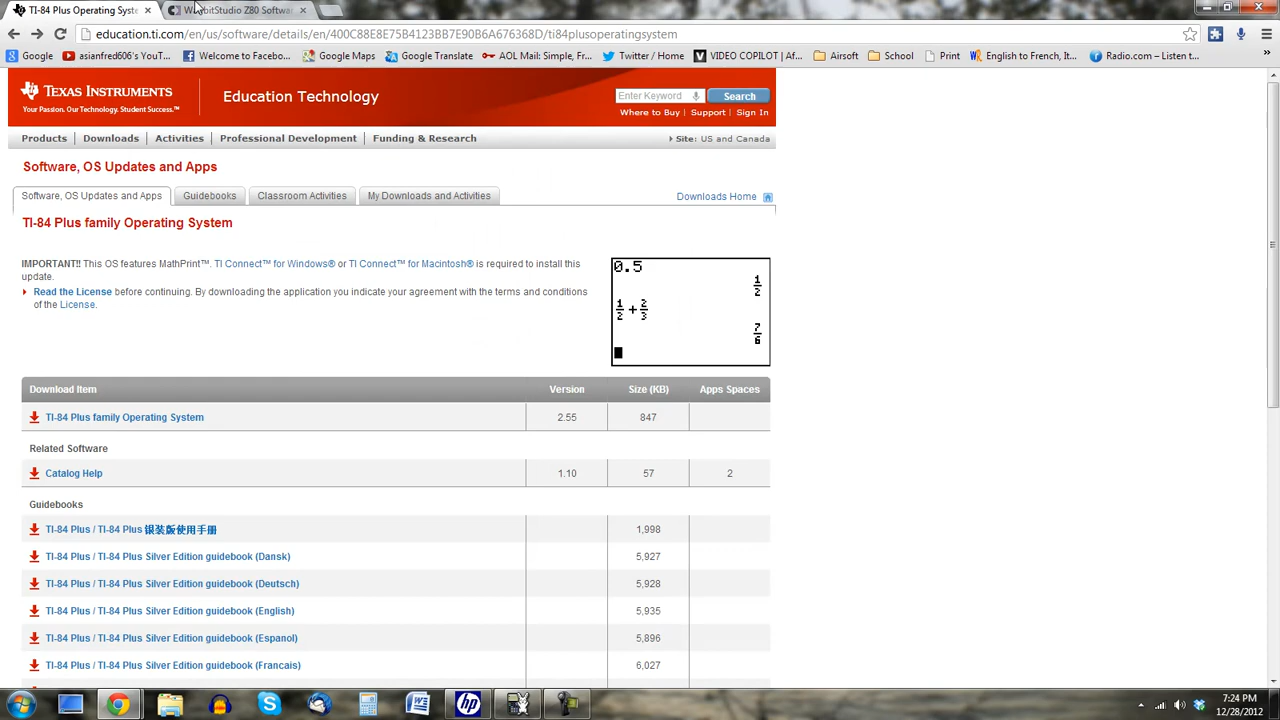 TI-84 Plus Operating Syste
WabbitStudio Z80 Softwar
education.ti.com/en/us/software/details/en/400C88E8E75B4123BB7E90B6A676368D/ti84plusoperatingsystem
Google
asianfred606's YouT...
Welcome to Faceboo...
Google Maps
Google Translate
AOL Mail: Simple, Fr...
Twitter / Home
VIDEO COPILOT | Af...
Airsoft
School
Print
English to French, It...
Radio.com – Listen t...
TEXAS INSTRUMENTS
Your Passion. Our Technology. Student Success.™
Education Technology
Enter Keyword
Search
Where to Buy | Support | Sign In
Products | Downloads | Activities | Professional Development | Funding & Research
Site: US and Canada
Software, OS Updates and Apps
Software, OS Updates and Apps
Guidebooks
Classroom Activities
My Downloads and Activities
Downloads Home
TI-84 Plus family Operating System
IMPORTANT!! This OS features MathPrint™. TI Connect™ for Windows® or TI Connect™ for Macintosh® is required to install this
update.
Read the License before continuing. By downloading the application you indicate your agreement with the terms and conditions
of the License.
0.5
1/2
1/2+2/3
7/6
Download Item Version Size (KB) Apps Spaces
TI-84 Plus family Operating System 2.55 847
Related Software
Catalog Help 1.10 57 2
Guidebooks
TI-84 Plus / TI-84 Plus 银装版使用手册 1,998
TI-84 Plus / TI-84 Plus Silver Edition guidebook (Dansk) 5,927
TI-84 Plus / TI-84 Plus Silver Edition guidebook (Deutsch) 5,928
TI-84 Plus / TI-84 Plus Silver Edition guidebook (English) 5,935
TI-84 Plus / TI-84 Plus Silver Edition guidebook (Espanol) 5,896
TI-84 Plus / TI-84 Plus Silver Edition guidebook (Francais) 6,027
7:24 PM
12/28/2012